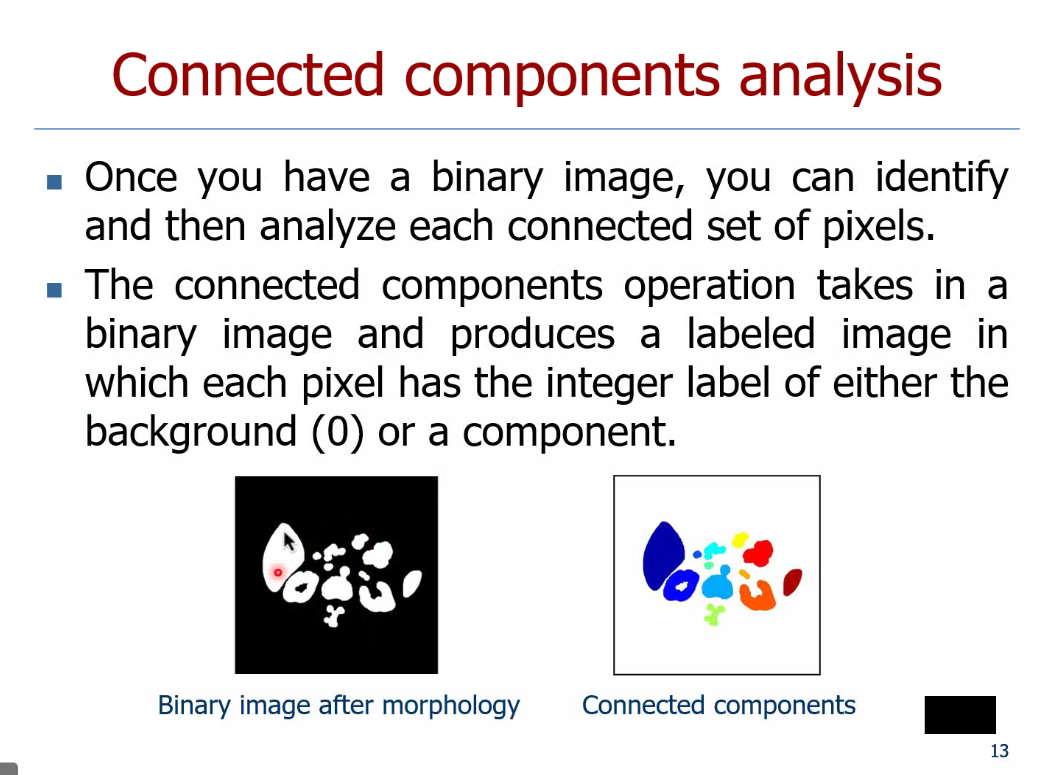 Connected components analysis
Once you have a binary image, you can identify
and then analyze each connected set of pixels.
The connected components operation takes in a
binary image and produces a labeled image in
which each pixel has the integer label of either the
background (0) or a component.
Binary image after morphology
Connected components
13